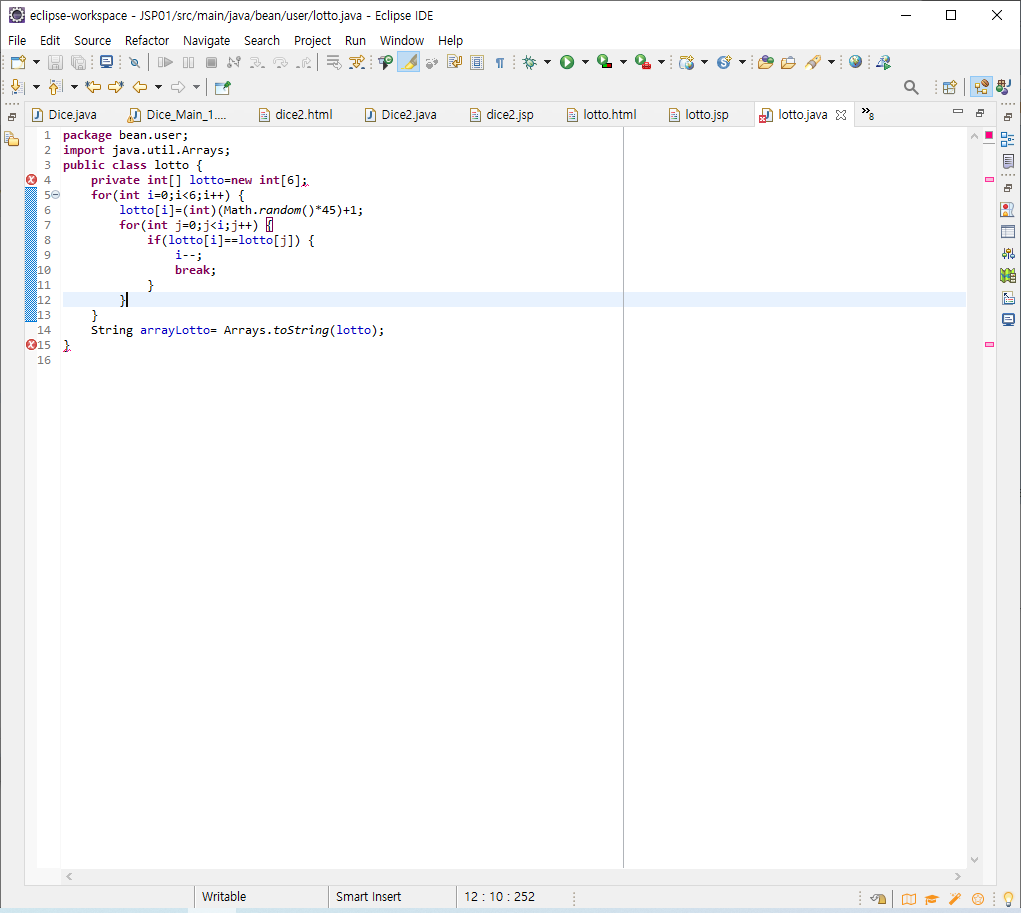 eclipse-workspace - JSP01/src/main/java/bean/user/lotto.java - Eclipse IDE
File Edit Source Refactor Navigate Search Project Run Window Help
Dice.java Dice_Main_1.... dice2.html Dice2.java dice2.jsp lotto.html lotto.jsp lotto.java »8
1 package bean.user;
2 import java.util.Arrays;
3 public class lotto {
4 private int[] lotto=new int[6];
5 for(int i=0;i<6;i++) {
6 lotto[i]=(int)(Math.random()*45)+1;
7 for(int j=0;j<i;j++) {
8 if(lotto[i]==lotto[j]) {
9 i--;
10 break;
11 }
12 }
13 }
14 String arrayLotto= Arrays.toString(lotto);
15 }
16
Writable Smart Insert 12 : 10 : 252